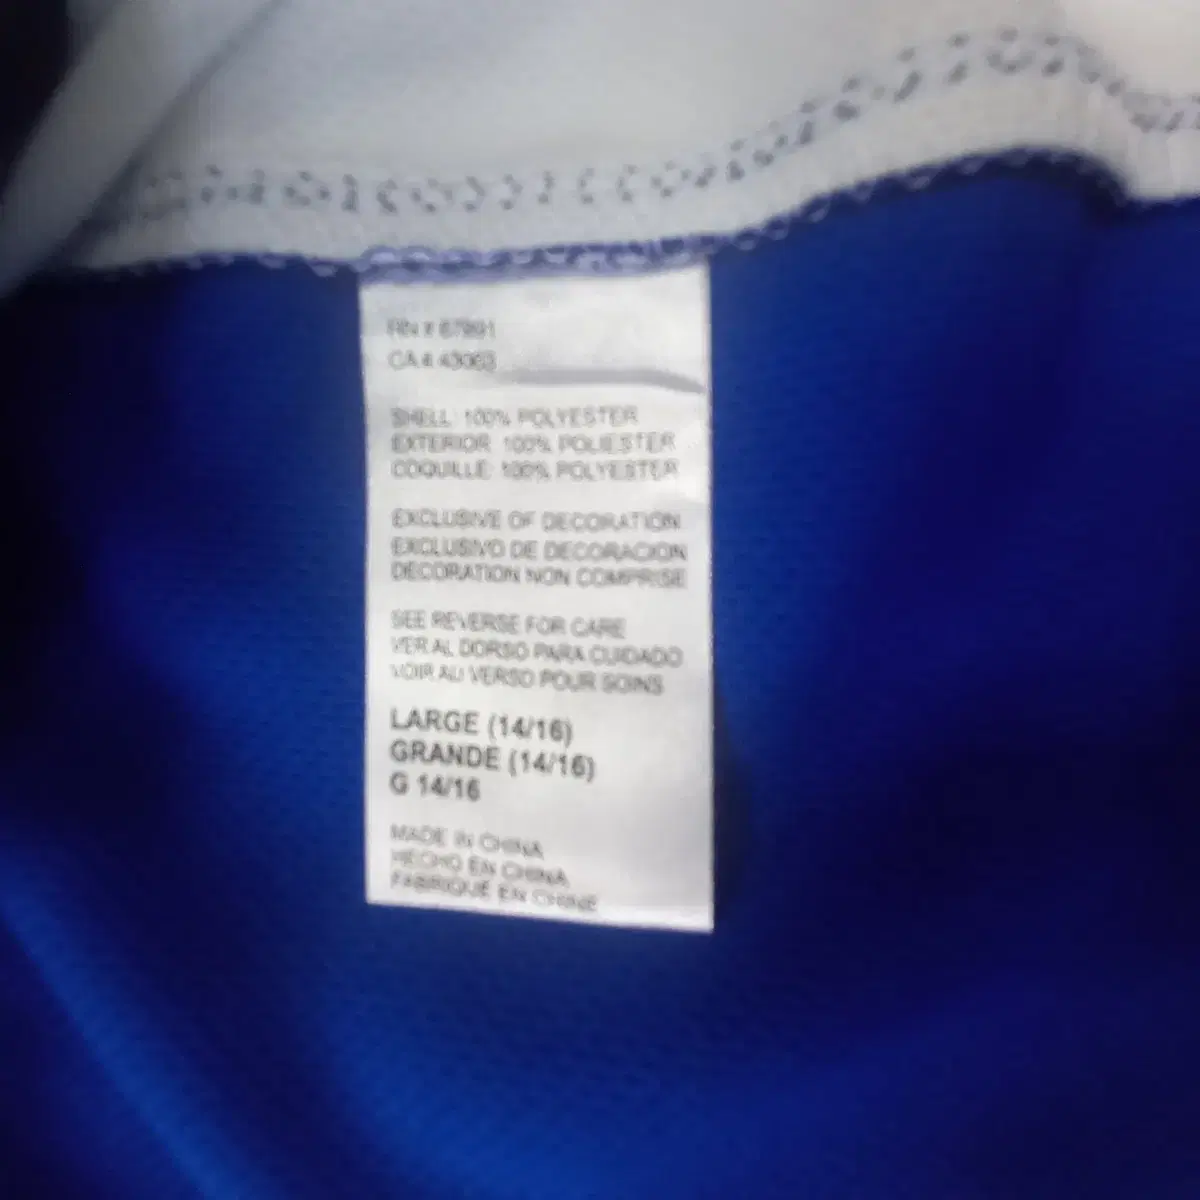 RN # 67991
CA # 43063
SHELL: 100% POLYESTER
EXTERIOR: 100% POLIESTER
COQUILLE: 100% POLYESTER
EXCLUSIVE OF DECORATION
EXCLUSIVO DE DECORACION
DECORATION NON COMPRISE
SEE REVERSE FOR CARE
VER AL DORSO PARA CUIDADO
VOIR AU VERSO POUR SOINS
LARGE (14/16)
GRANDE (14/16)
G 14/16
MADE IN CHINA
HECHO EN CHINA
FABRIQUÉ EN CHINE